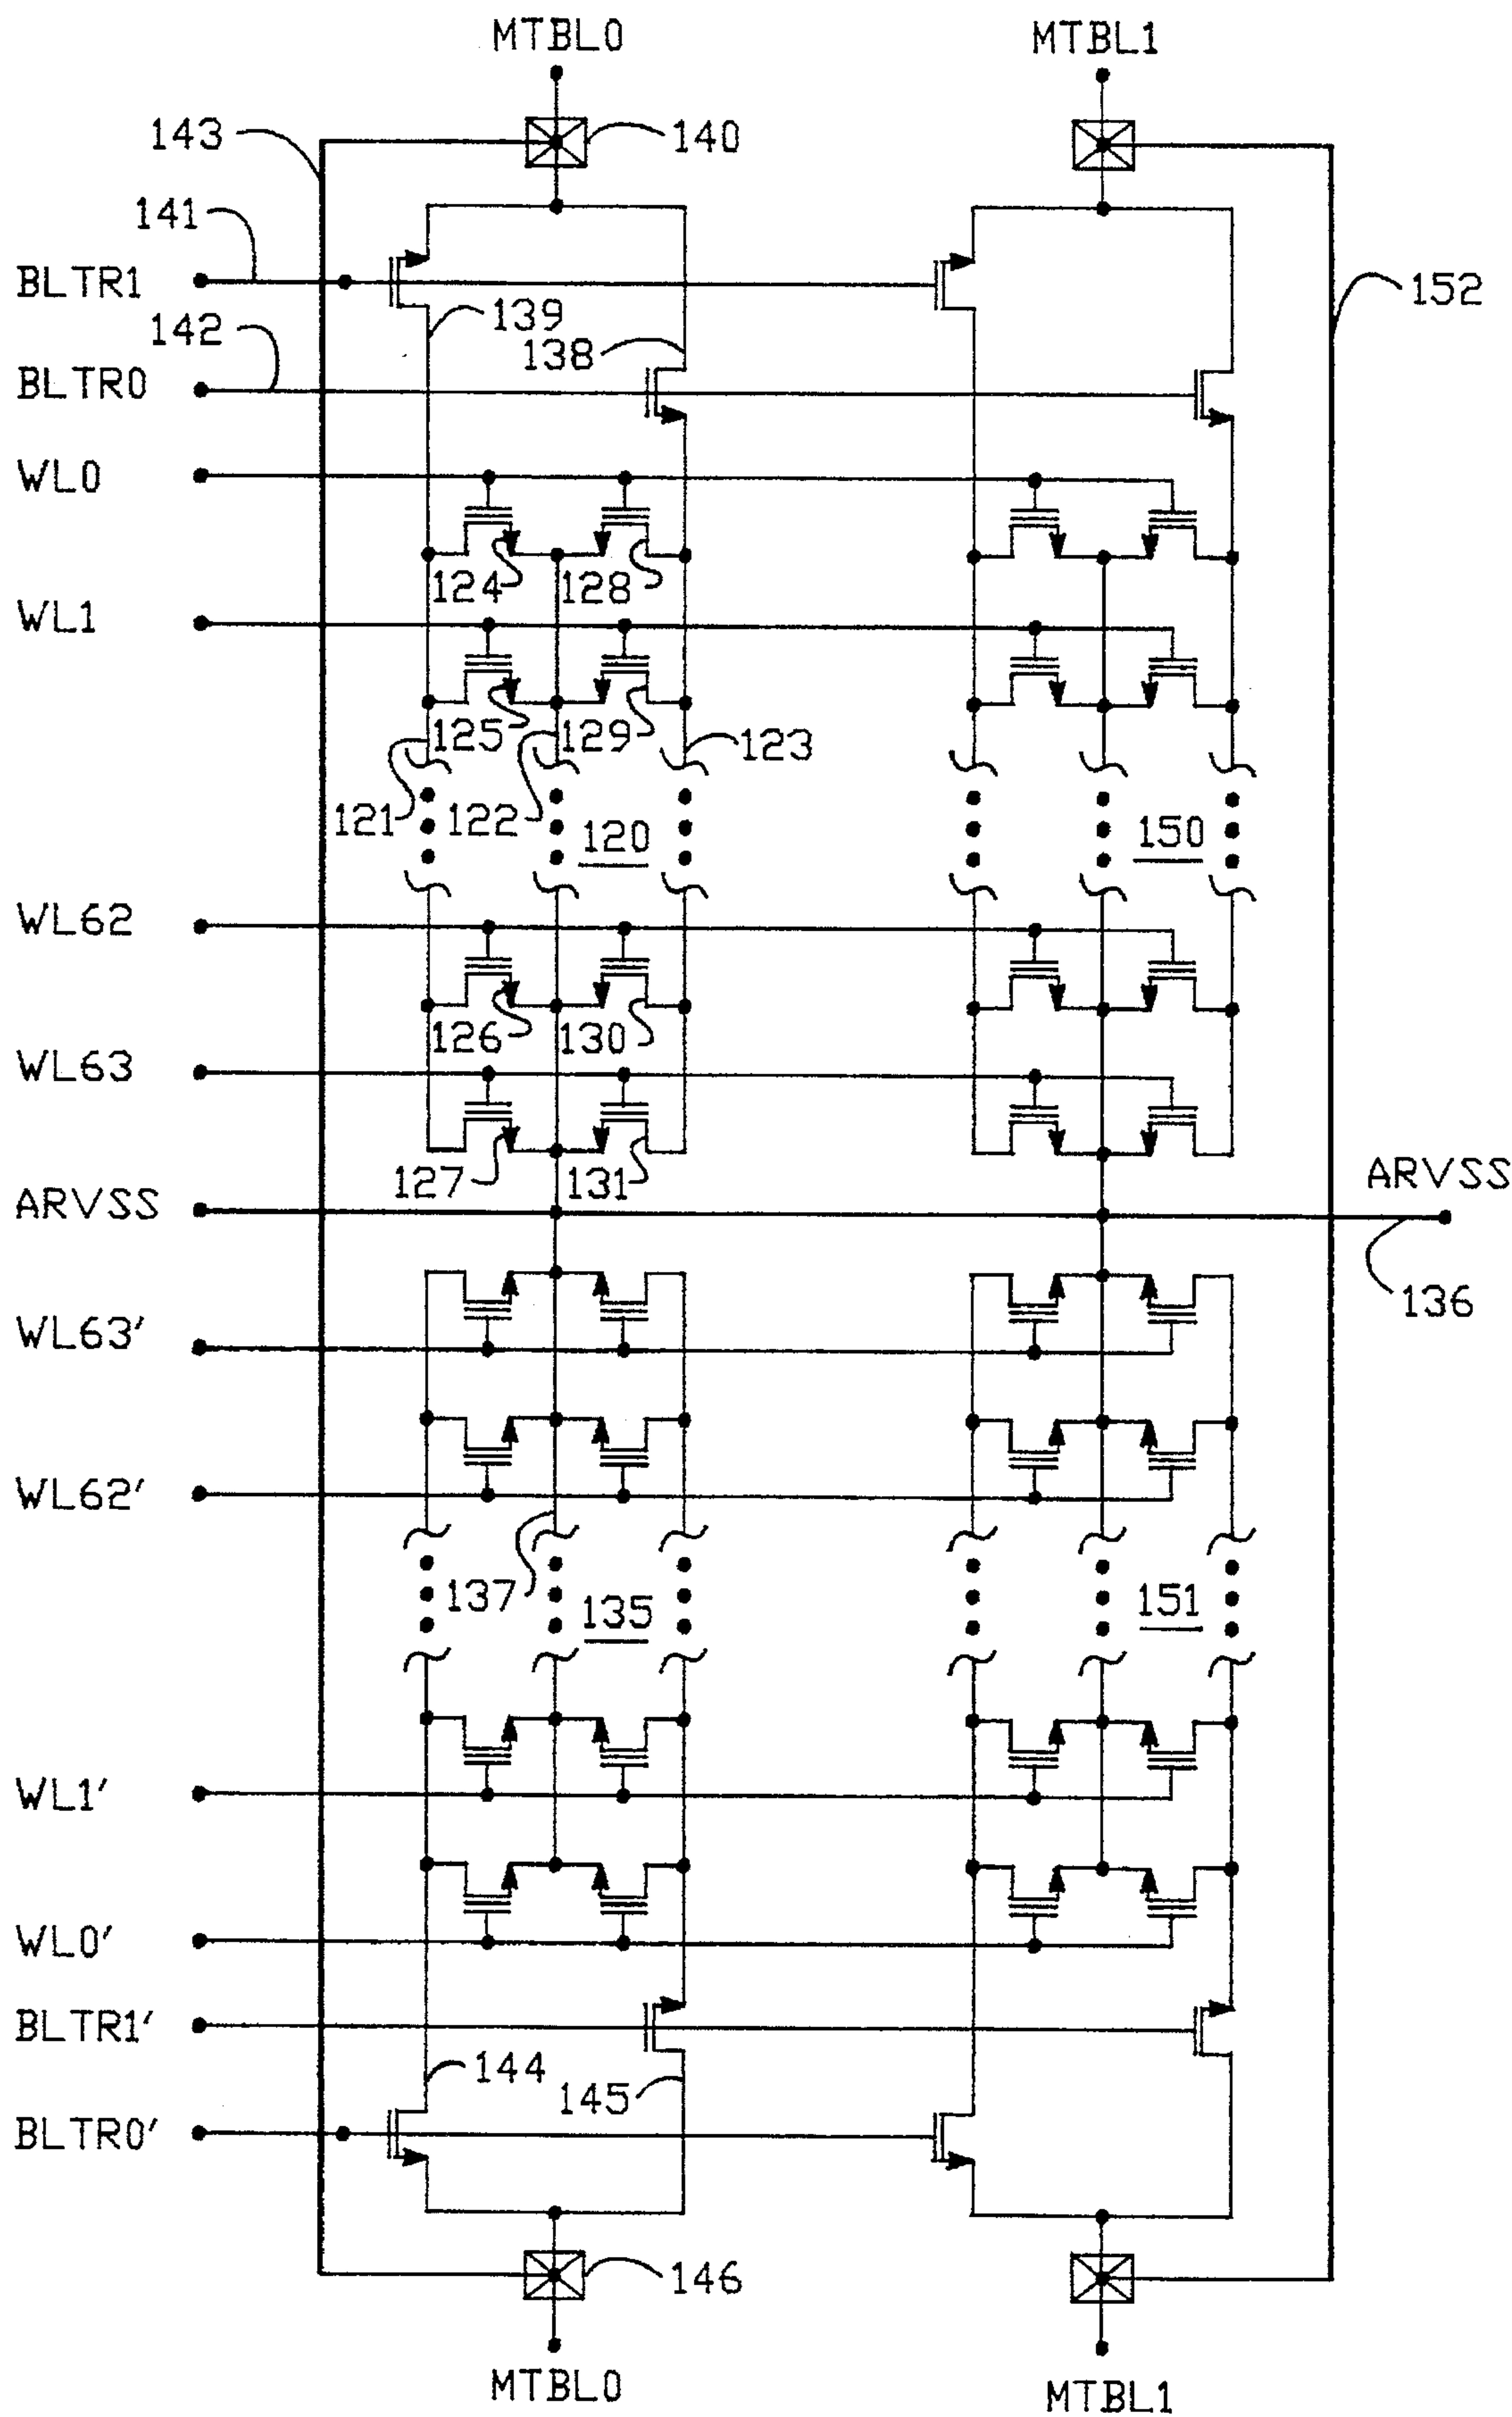 MTBL0 MTBL1
143 140
141
BLTR1 152
139
142 138
BLTR0
WL0
124 128
WL1
125 129 123
121 122 120 150
WL62
126 130
WL63
127 131
ARVSS ARVSS
136
WL63'
WL62'
137 135 151
WL1'
WL0'
BLTR1'
144 145
BLTR0'
146
MTBL0 MTBL1